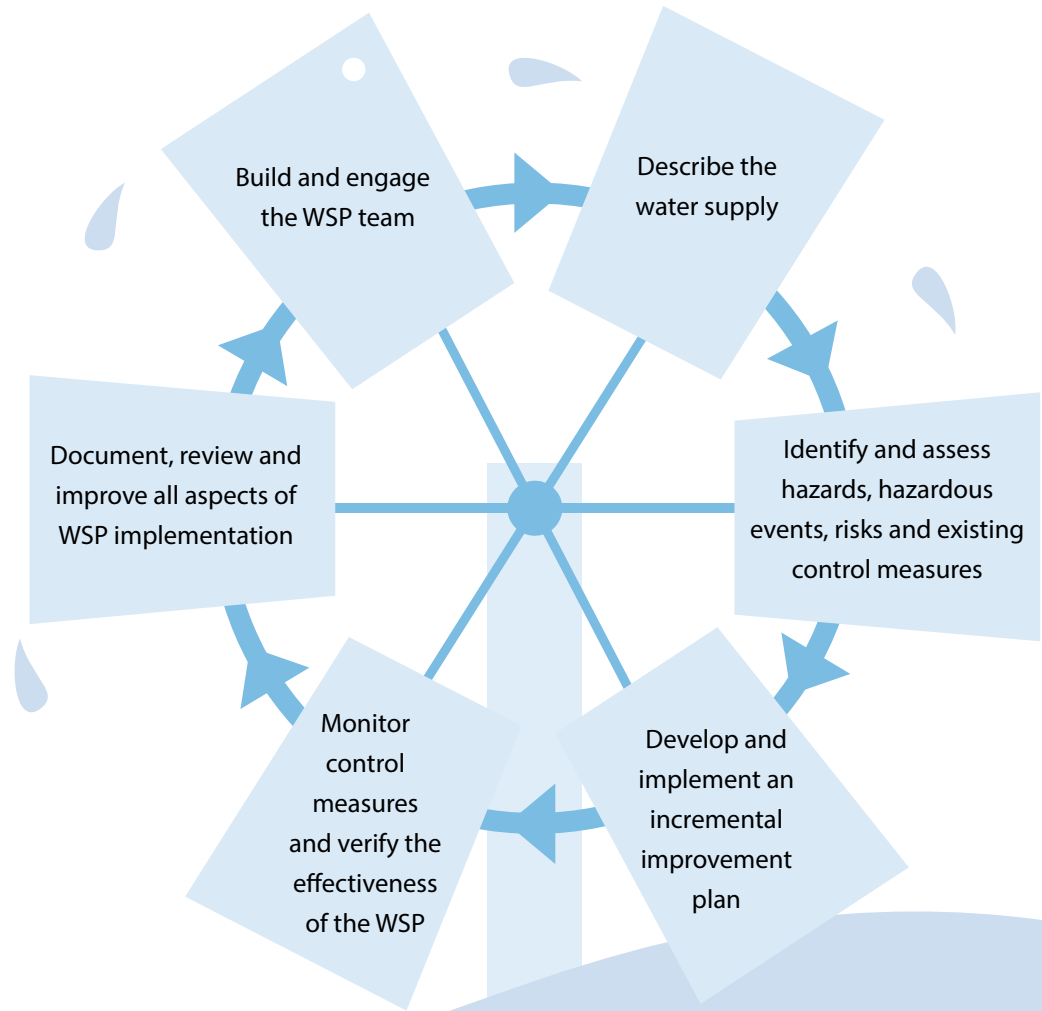 Build and engage
the WSP team
Describe the
water supply
Identify and assess
hazards, hazardous
events, risks and existing
control measures
Develop and
implement an
incremental
improvement
plan
Monitor
control
measures
and verify the
effectiveness
of the WSP
Document, review and
improve all aspects of
WSP implementation